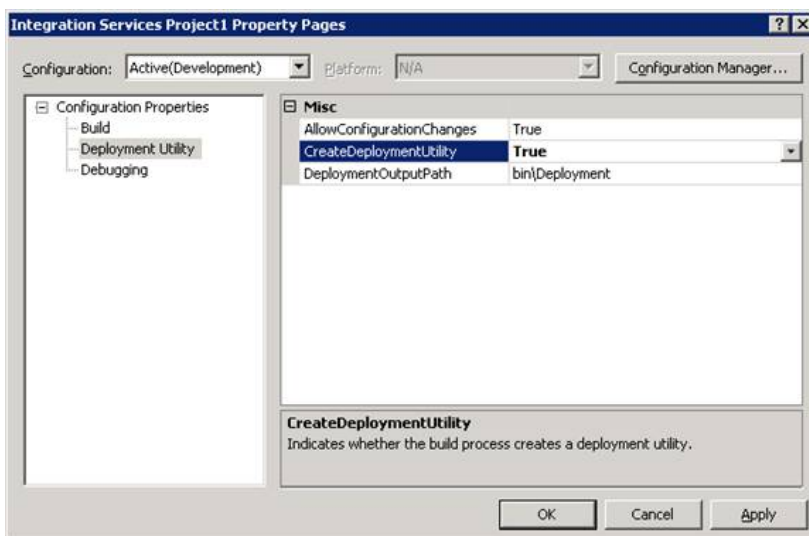 Integration Services Project1 Property Pages
Configuration: Active(Development) Platform: N/A Configuration Manager...
Configuration Properties
Build
Deployment Utility
Debugging
Misc
AllowConfigurationChanges True
CreateDeploymentUtility True
DeploymentOutputPath bin\Deployment
CreateDeploymentUtility
Indicates whether the build process creates a deployment utility.
OK Cancel Apply